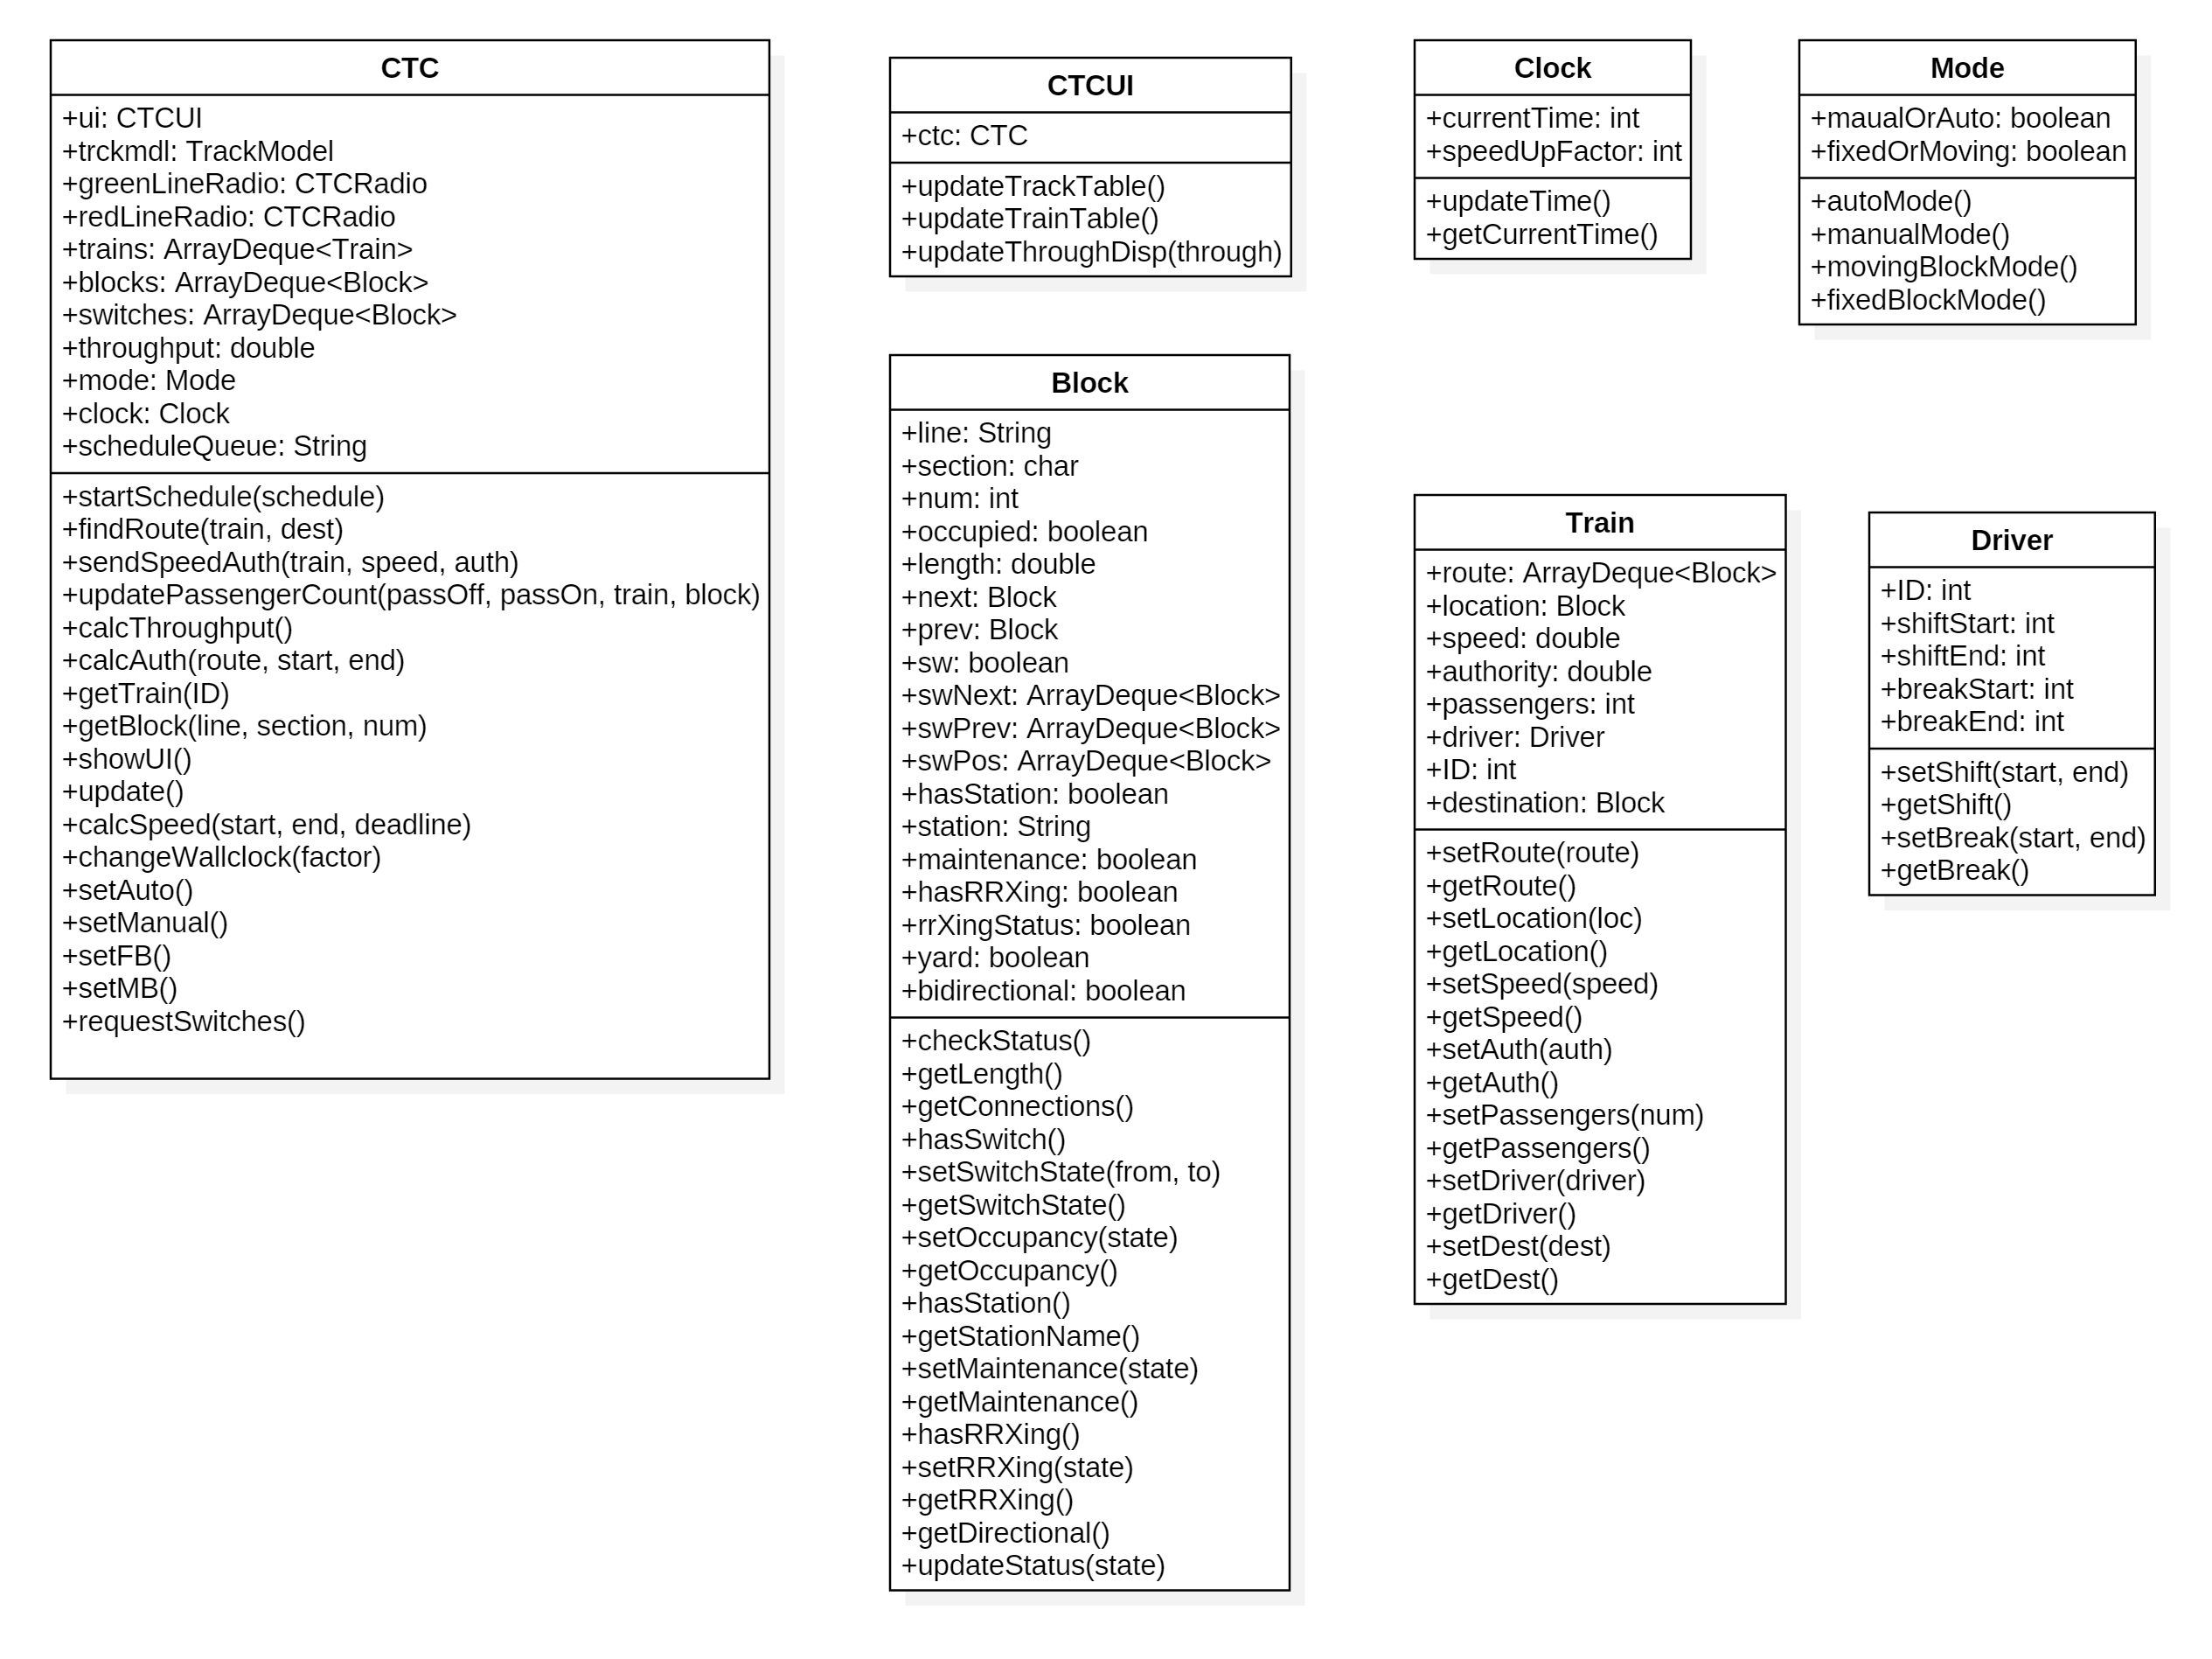 CTC
+ui: CTCUI
+trckmdl: TrackModel
+greenLineRadio: CTCRadio
+redLineRadio: CTCRadio
+trains: ArrayDeque<Train>
+blocks: ArrayDeque<Block>
+switches: ArrayDeque<Block>
+throughput: double
+mode: Mode
+clock: Clock
+scheduleQueue: String
+startSchedule(schedule)
+findRoute(train, dest)
+sendSpeedAuth(train, speed, auth)
+updatePassengerCount(passOff, passOn, train, block)
+calcThroughput()
+calcAuth(route, start, end)
+getTrain(ID)
+getBlock(line, section, num)
+showUI()
+update()
+calcSpeed(start, end, deadline)
+changeWallclock(factor)
+setAuto()
+setManual()
+setFB()
+setMB()
+requestSwitches()
CTCUI
+ctc: CTC
+updateTrackTable()
+updateTrainTable()
+updateThroughDisp(through)
Clock
+currentTime: int
+speedUpFactor: int
+updateTime()
+getCurrentTime()
Mode
+maualOrAuto: boolean
+fixedOrMoving: boolean
+autoMode()
+manualMode()
+movingBlockMode()
+fixedBlockMode()
Block
+line: String
+section: char
+num: int
+occupied: boolean
+length: double
+next: Block
+prev: Block
+sw: boolean
+swNext: ArrayDeque<Block>
+swPrev: ArrayDeque<Block>
+swPos: ArrayDeque<Block>
+hasStation: boolean
+station: String
+maintenance: boolean
+hasRRXing: boolean
+rrXingStatus: boolean
+yard: boolean
+bidirectional: boolean
+checkStatus()
+getLength()
+getConnections()
+hasSwitch()
+setSwitchState(from, to)
+getSwitchState()
+setOccupancy(state)
+getOccupancy()
+hasStation()
+getStationName()
+setMaintenance(state)
+getMaintenance()
+hasRRXing()
+setRRXing(state)
+getRRXing()
+getDirectional()
+updateStatus(state)
Train
+route: ArrayDeque<Block>
+location: Block
+speed: double
+authority: double
+passengers: int
+driver: Driver
+ID: int
+destination: Block
+setRoute(route)
+getRoute()
+setLocation(loc)
+getLocation()
+setSpeed(speed)
+getSpeed()
+setAuth(auth)
+getAuth()
+setPassengers(num)
+getPassengers()
+setDriver(driver)
+getDriver()
+setDest(dest)
+getDest()
Driver
+ID: int
+shiftStart: int
+shiftEnd: int
+breakStart: int
+breakEnd: int
+setShift(start, end)
+getShift()
+setBreak(start, end)
+getBreak()